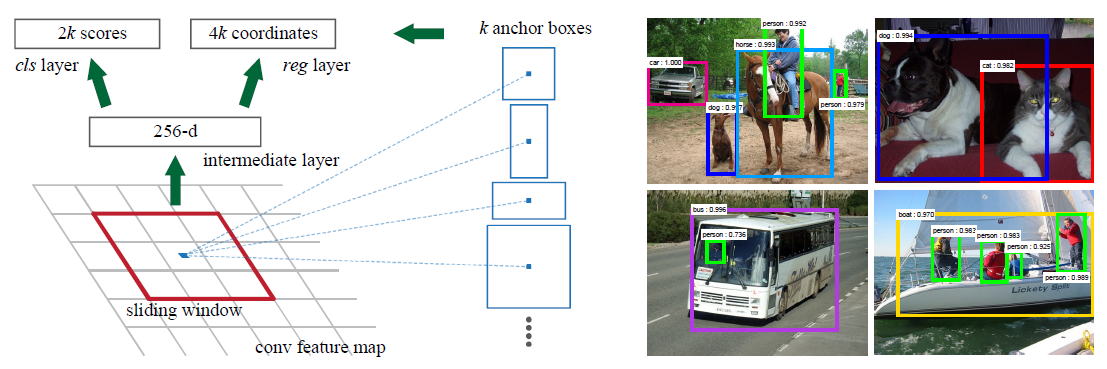 2k scores
4k coordinates
k anchor boxes
cls layer
reg layer
256-d
intermediate layer
sliding window
conv feature map
person : 0.992
horse : 0.993
car : 1.000
dog : 0.997
person : 0.979
dog : 0.994
cat : 0.982
bus : 0.996
person : 0.736
boat : 0.970
person : 0.983
person : 0.983
person : 0.925
person : 0.989
Lickety Split